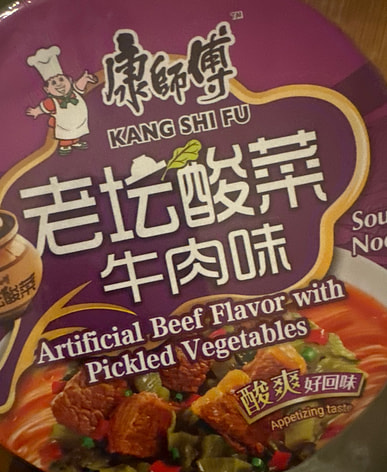 康師傅 ™
KANG SHI FU
老坛酸菜
牛肉味
Artificial Beef Flavor with
Pickled Vegetables
酸爽 好回味
Appetizing taste